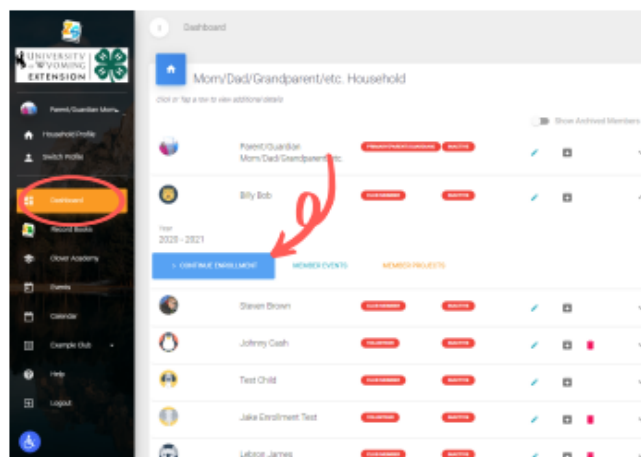 Dashboard
UNIVERSITY
OF WYOMING
EXTENSION
Mom/Dad/Grandparent/etc. Household
click or tap a row to view additional details
Parent/Guardian Mom...
Household Profile
Show Archived Members
Switch Profile
Parent/Guardian
Mom/Dad/Grandparent/etc.
PRIMARY PARENT/GUARDIAN INACTIVE
Dashboard
Billy Bob CLUB MEMBER INACTIVE
Record Books
Year
2020 - 2021
Clover Academy
CONTINUE ENROLLMENT MEMBER EVENTS MEMBER PROJECTS
Events
Calendar
Steven Brown CLUB MEMBER INACTIVE
Example Club
Johnny Cash VOLUNTEER INACTIVE
Help
Test Child CLUB MEMBER INACTIVE
Logout
Jake Enrollment Test VOLUNTEER INACTIVE
Lebron James